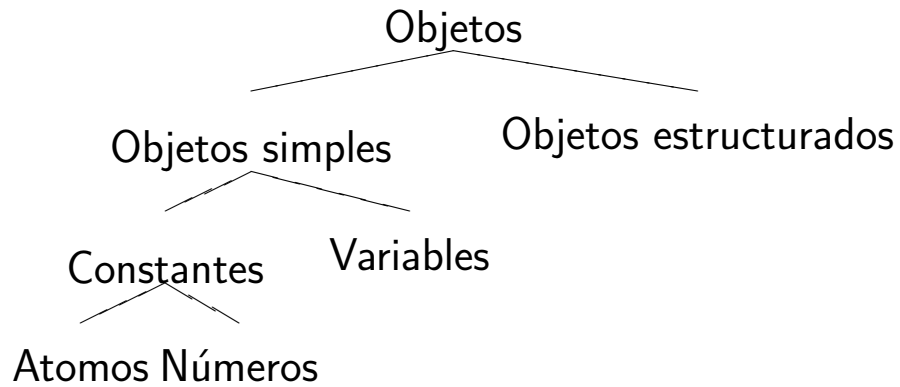 Objetos
Objetos simples
Objetos estructurados
Constantes
Variables
Atomos Números